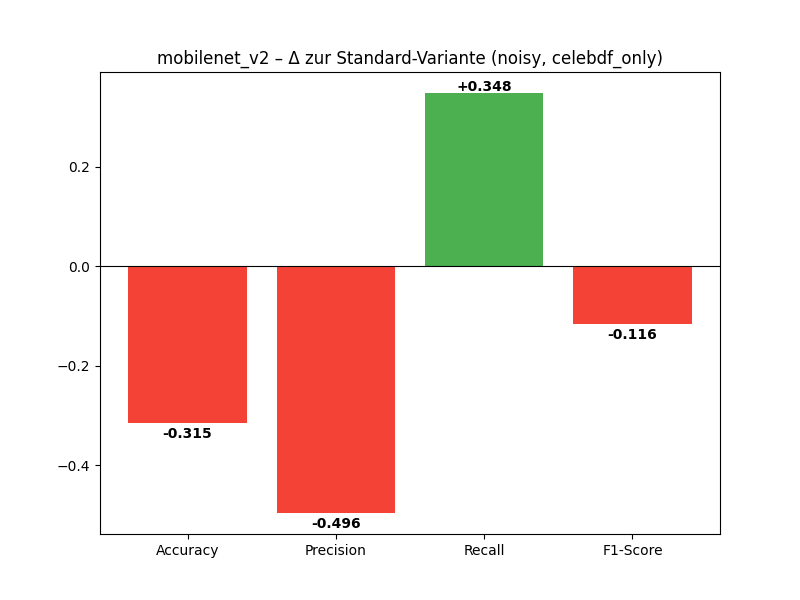 mobilenet_v2 – Δ zur Standard-Variante (noisy, celebdf_only)
+0.348
0.2
0.0
-0.116
−0.2
-0.315
−0.4
-0.496
Accuracy
Precision
Recall
F1-Score